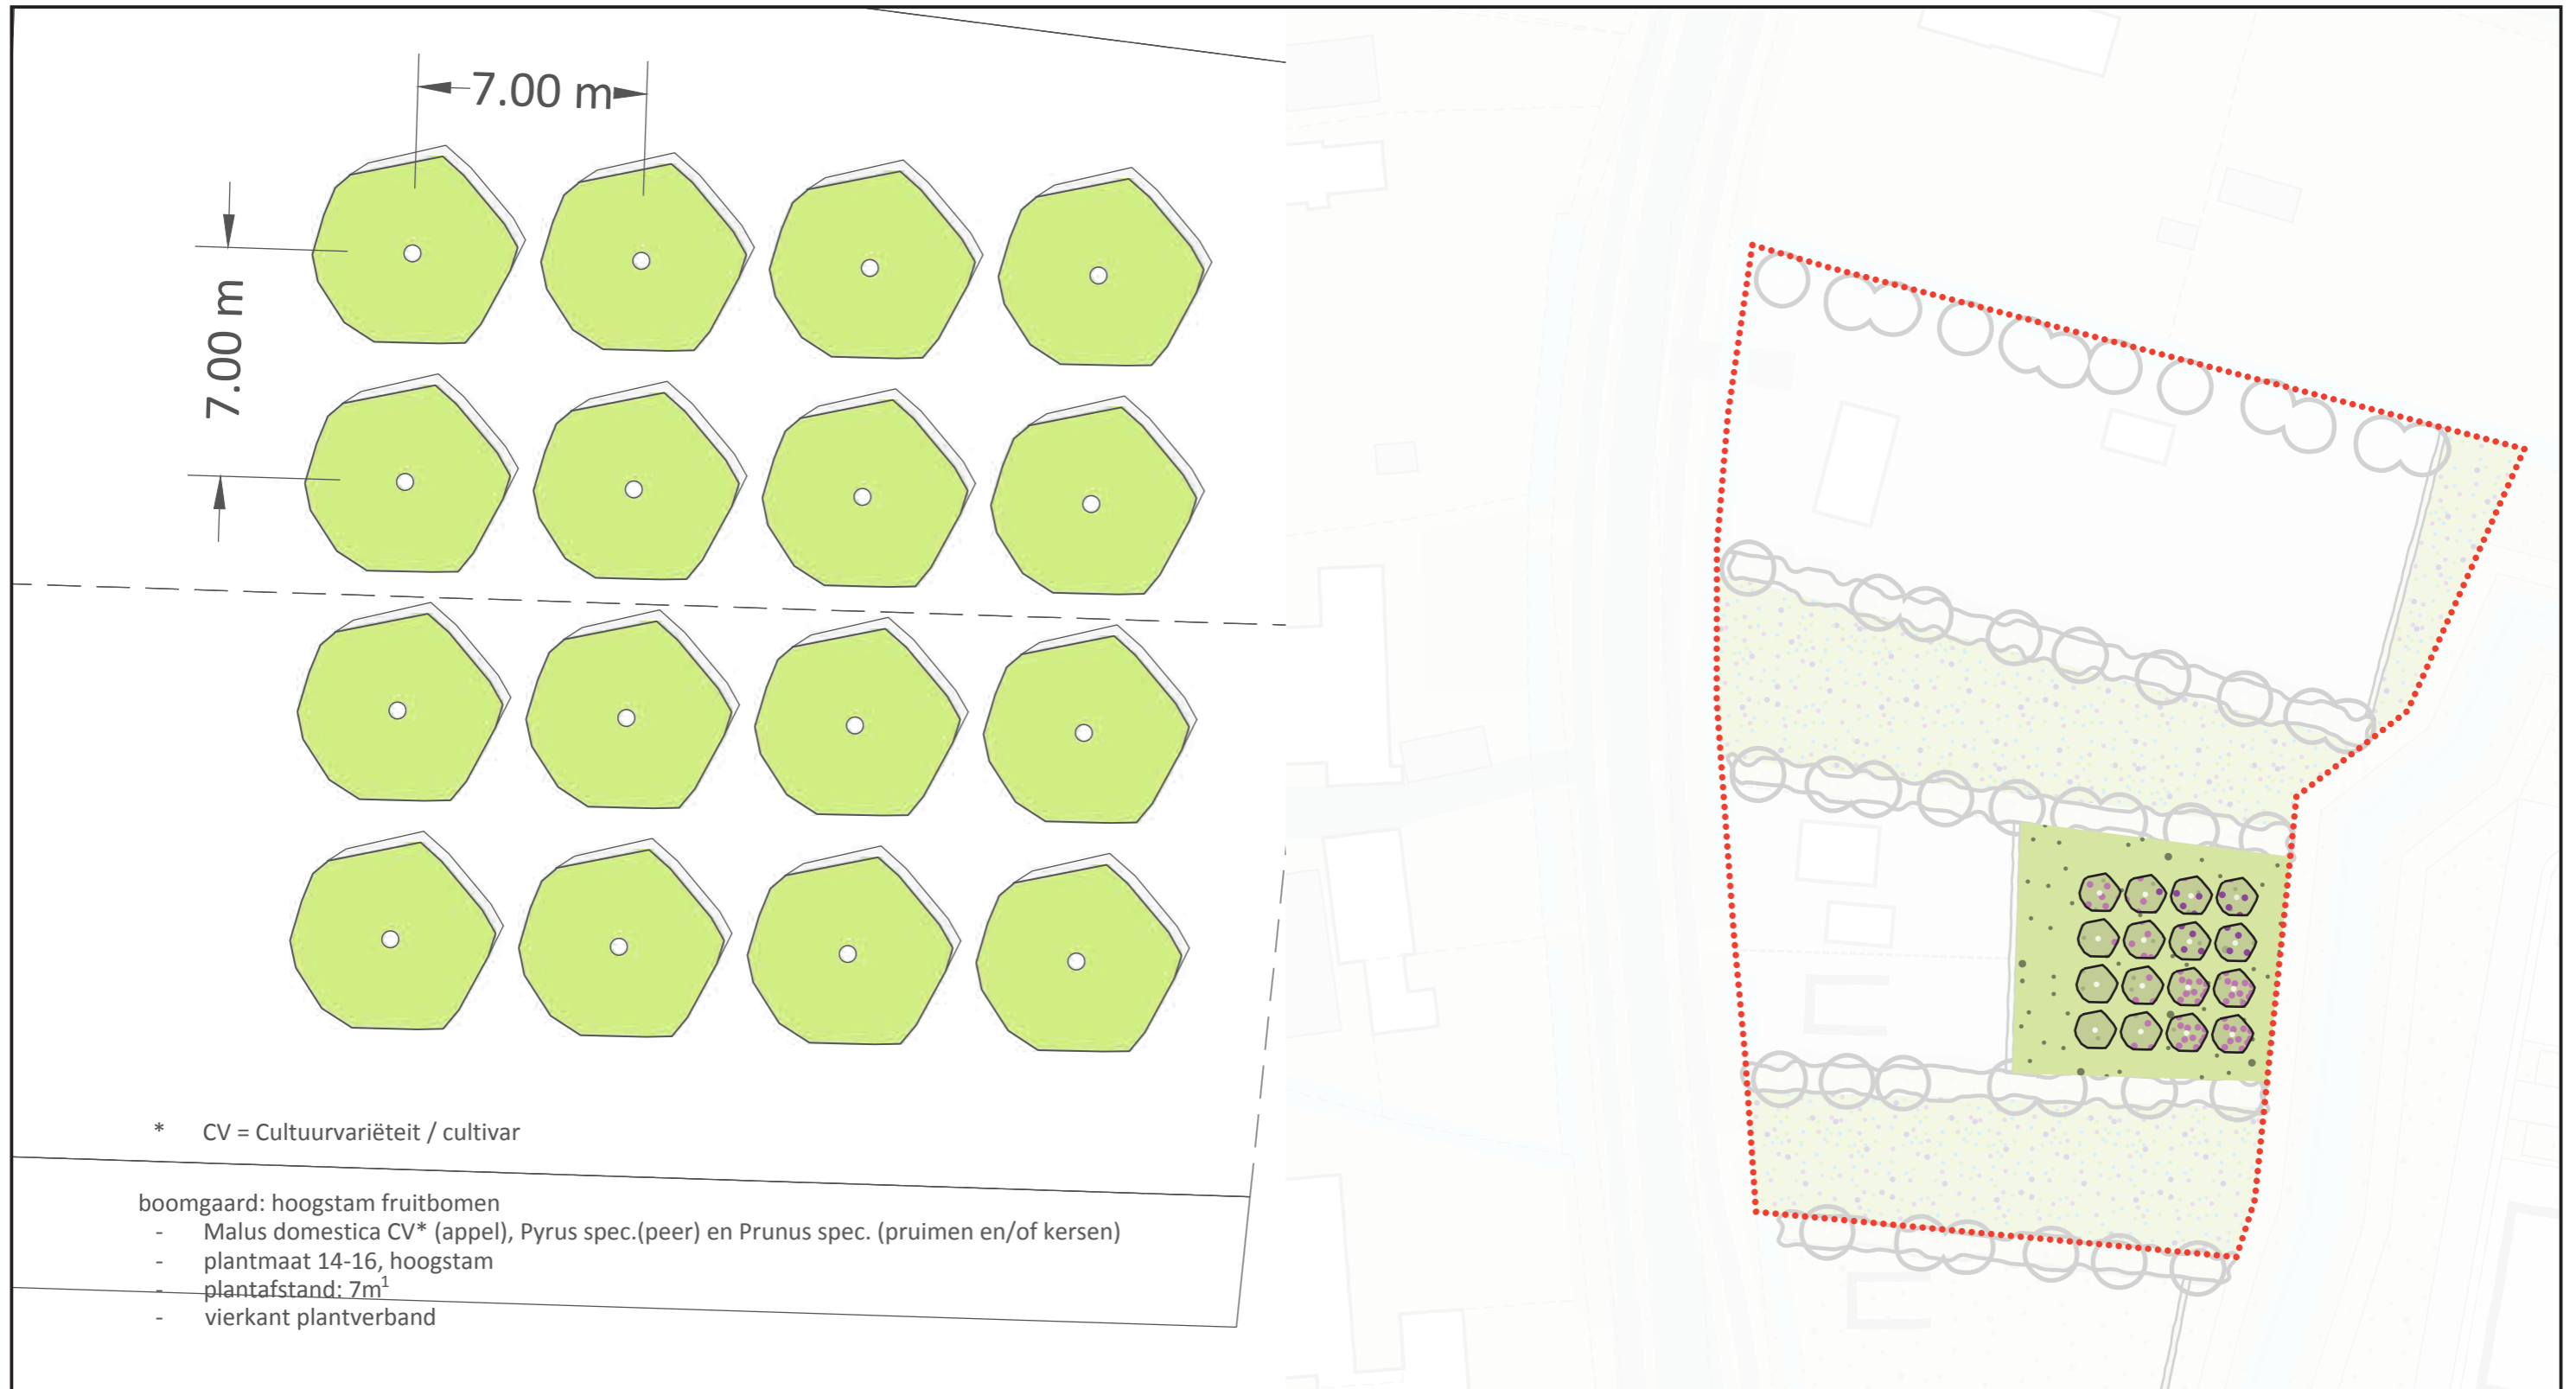 7.00 m
7.00 m
* CV = Cultuurvariëteit / cultivar
boomgaard: hoogstam fruitbomen
- Malus domestica CV* (appel), Pyrus spec.(peer) en Prunus spec. (pruimen en/of kersen)
- plantmaat 14-16, hoogstam
- plantafstand: 7m¹
- vierkant plantverband